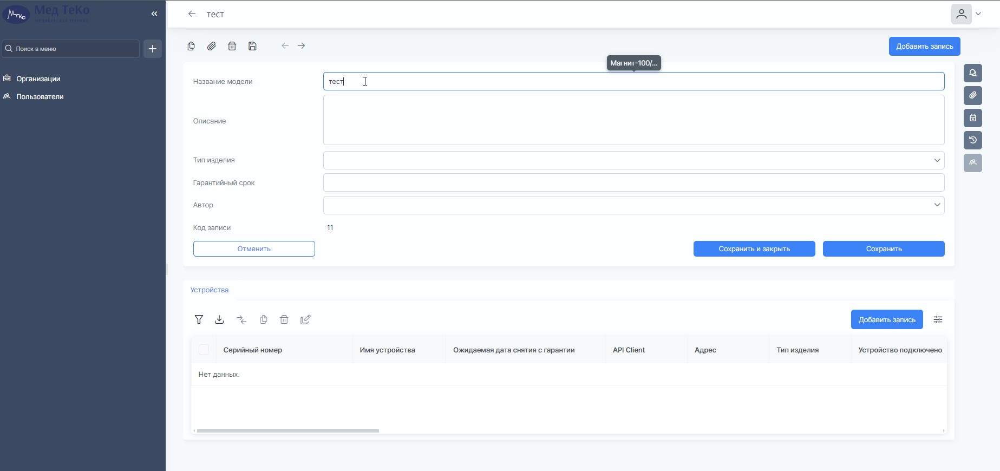 Мед ТеКо
тест
Поиск в меню
Добавить запись
Магнит-100/...
Организации
Пользователи
Название модели
тест
Описание
Тип изделия
Гарантийный срок
Автор
Код записи
11
Отменить
Сохранить и закрыть
Сохранить
Устройства
Добавить запись
Серийный номер
Имя устройства
Ожидаемая дата снятия с гарантии
API Client
Адрес
Тип изделия
Устройство подключено
Нет данных.